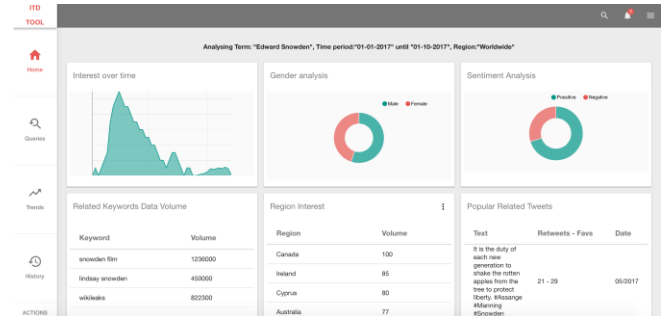 ITD
TOOL
Analysing Term: "Edward Snowden", Time period:"01-01-2017" until "01-10-2017", Region:"Worldwide"
Home
Interest over time
Gender analysis
Male Female
Sentiment Analysis
Possitive Negative
Queries
Trends
History
ACTIONS
Related Keywords Data Volume
Keyword Volume
snowden film 1236000
lindsay snowden 450000
wikileaks 822300
Region Interest
Region Volume
Canada 100
Ireland 85
Cyprus 80
Australia 77
Popular Related Tweets
Text Retweets - Favs Date
It is the duty of
each new
generation to
shake the rotten
apples from the
tree to protect
liberty. #Assange
#Manning
#Snowden
21 - 29 05/2017